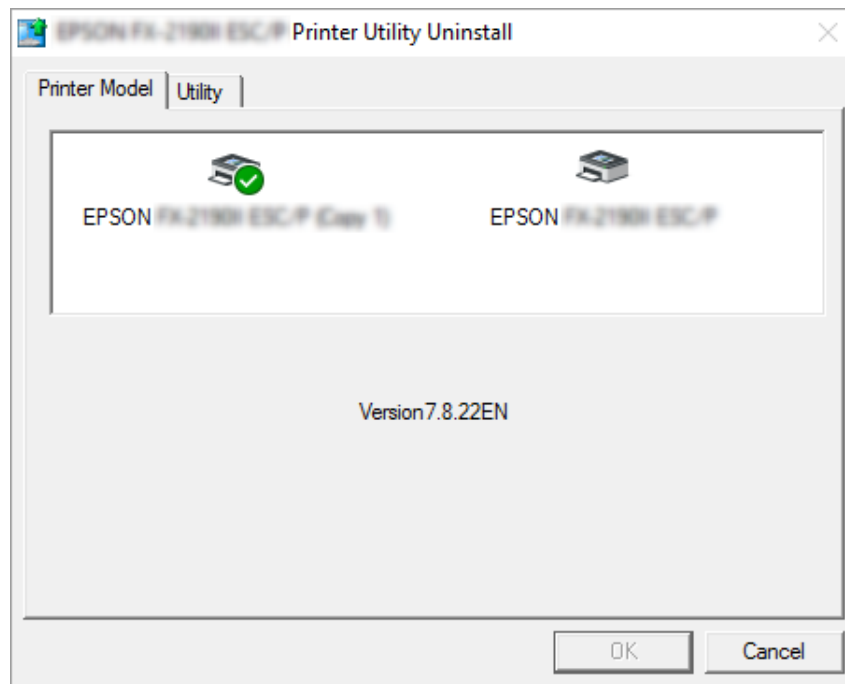 Printer Utility Uninstall
Printer Model Utility
EPSON EPSON
Version7.8.22EN
OK Cancel